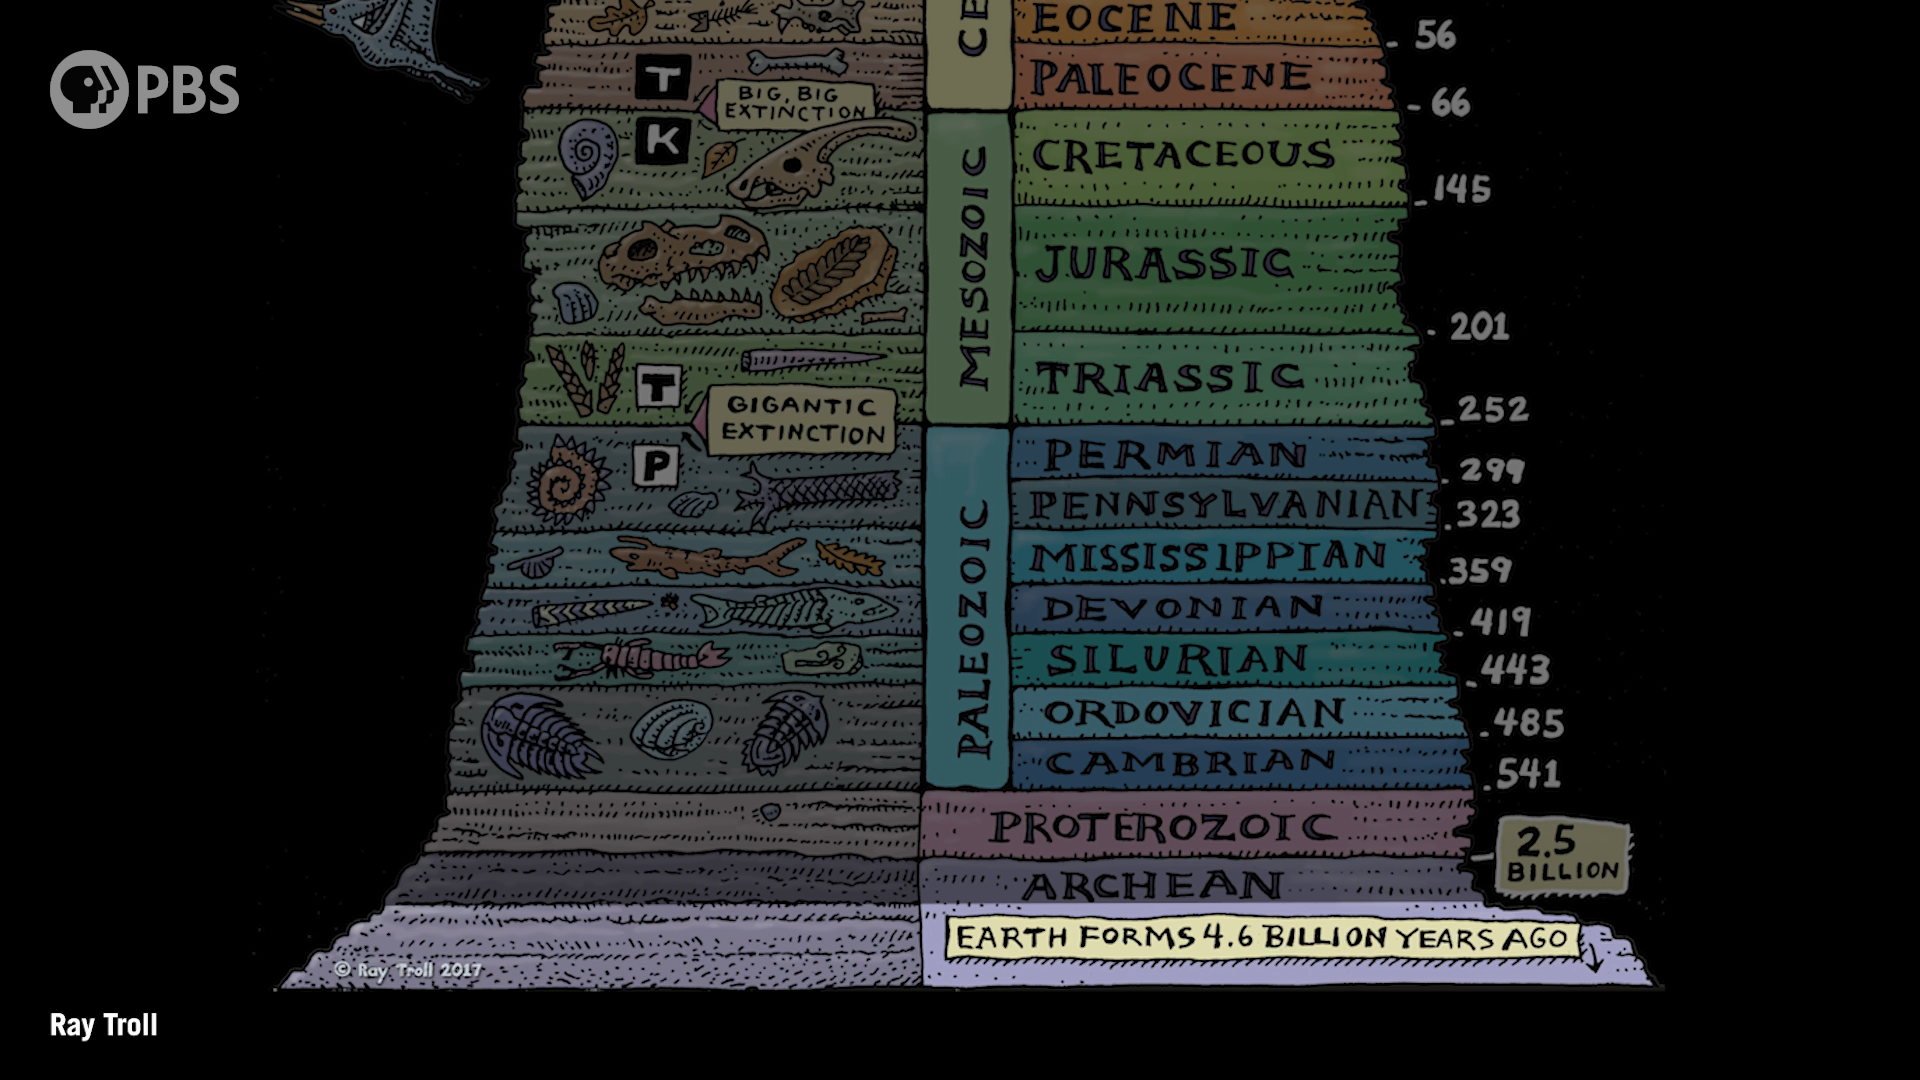 PBS
CE
EOCENE
56
PALEOCENE
66
T
BIG, BIG
EXTINCTION
K
MESOZOIC
CRETACEOUS
145
JURASSIC
201
TRIASSIC
252
T
GIGANTIC
EXTINCTION
P
PALEOZOIC
PERMIAN
299
PENNSYLVANIAN
323
MISSISSIPPIAN
359
DEVONIAN
419
SILURIAN
443
ORDOVICIAN
485
CAMBRIAN
541
PROTEROZOIC
2.5
BILLION
ARCHEAN
EARTH FORMS 4.6 BILLION YEARS AGO
© Ray Troll 2017
Ray Troll